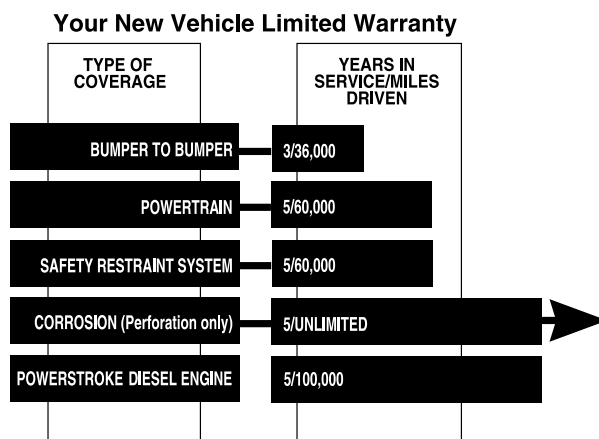 Your New Vehicle Limited Warranty
TYPE OF
COVERAGE
YEARS IN
SERVICE/MILES
DRIVEN
BUMPER TO BUMPER
3/36,000
POWERTRAIN
5/60,000
SAFETY RESTRAINT SYSTEM
5/60,000
CORROSION (Perforation only)
5/UNLIMITED
POWERSTROKE DIESEL ENGINE
5/100,000